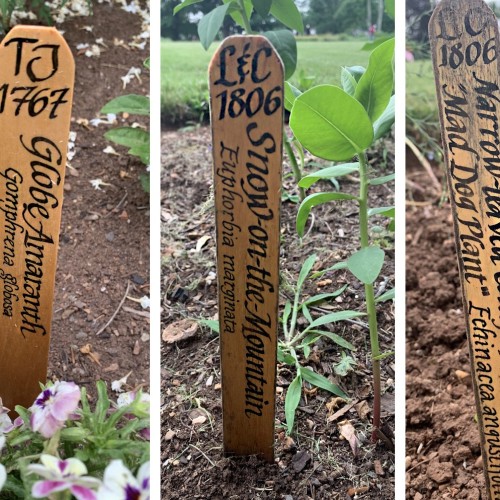 TJ
1767
Globe Amaranth
Gomphrena globosa
L&C
1806
Snow-on-the-Mountain
Euphorbia marginata
L&C
1806
"Mad Dog Plant" Echinacea